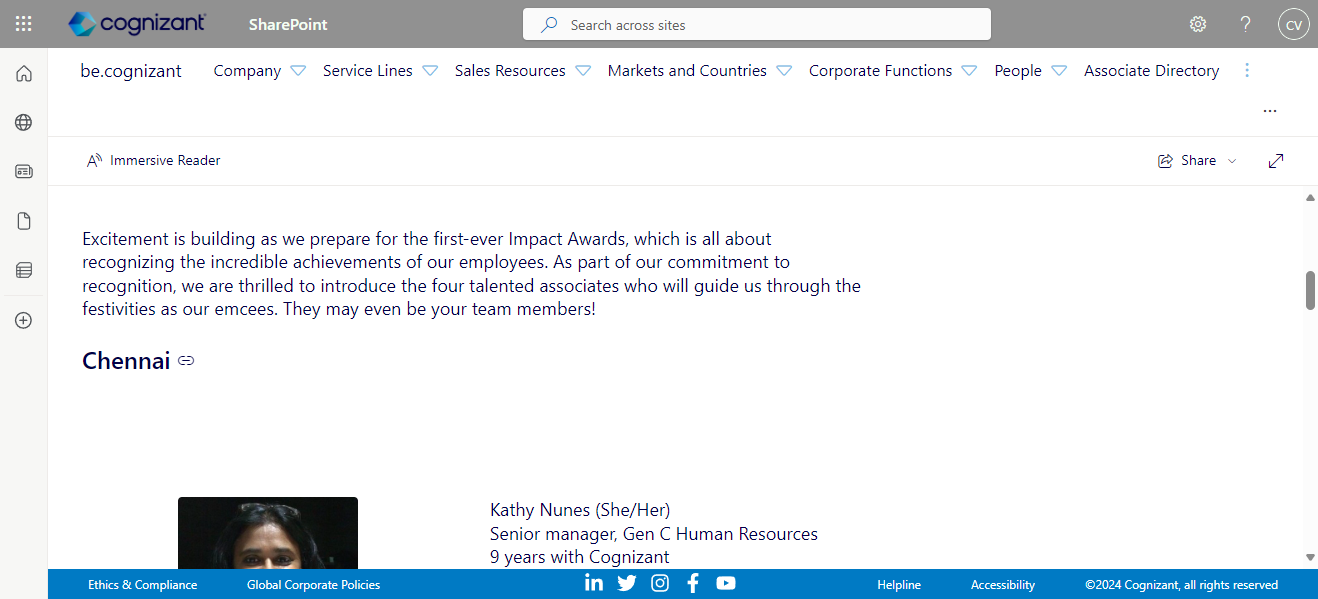 cognizant SharePoint Search across sites ? CV
be.cognizant Company Service Lines Sales Resources Markets and Countries Corporate Functions People Associate Directory
Immersive Reader Share
Excitement is building as we prepare for the first-ever Impact Awards, which is all about
recognizing the incredible achievements of our employees. As part of our commitment to
recognition, we are thrilled to introduce the four talented associates who will guide us through the
festivities as our emcees. They may even be your team members!
Chennai
Kathy Nunes (She/Her)
Senior manager, Gen C Human Resources
9 years with Cognizant
Ethics & Compliance Global Corporate Policies Helpline Accessibility ©2024 Cognizant, all rights reserved